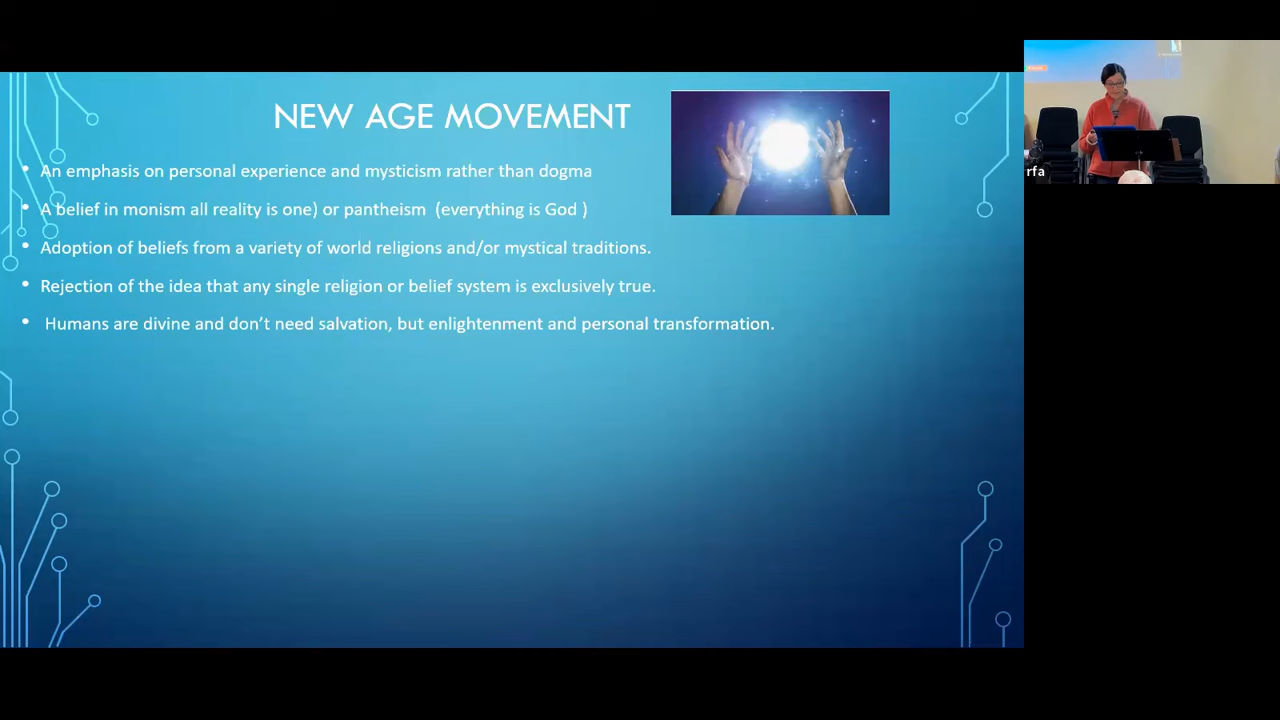 NEW AGE MOVEMENT
• An emphasis on personal experience and mysticism rather than dogma
• A belief in monism all reality is one) or pantheism (everything is God )
• Adoption of beliefs from a variety of world religions and/or mystical traditions.
• Rejection of the idea that any single religion or belief system is exclusively true.
• Humans are divine and don't need salvation, but enlightenment and personal transformation.
rfa